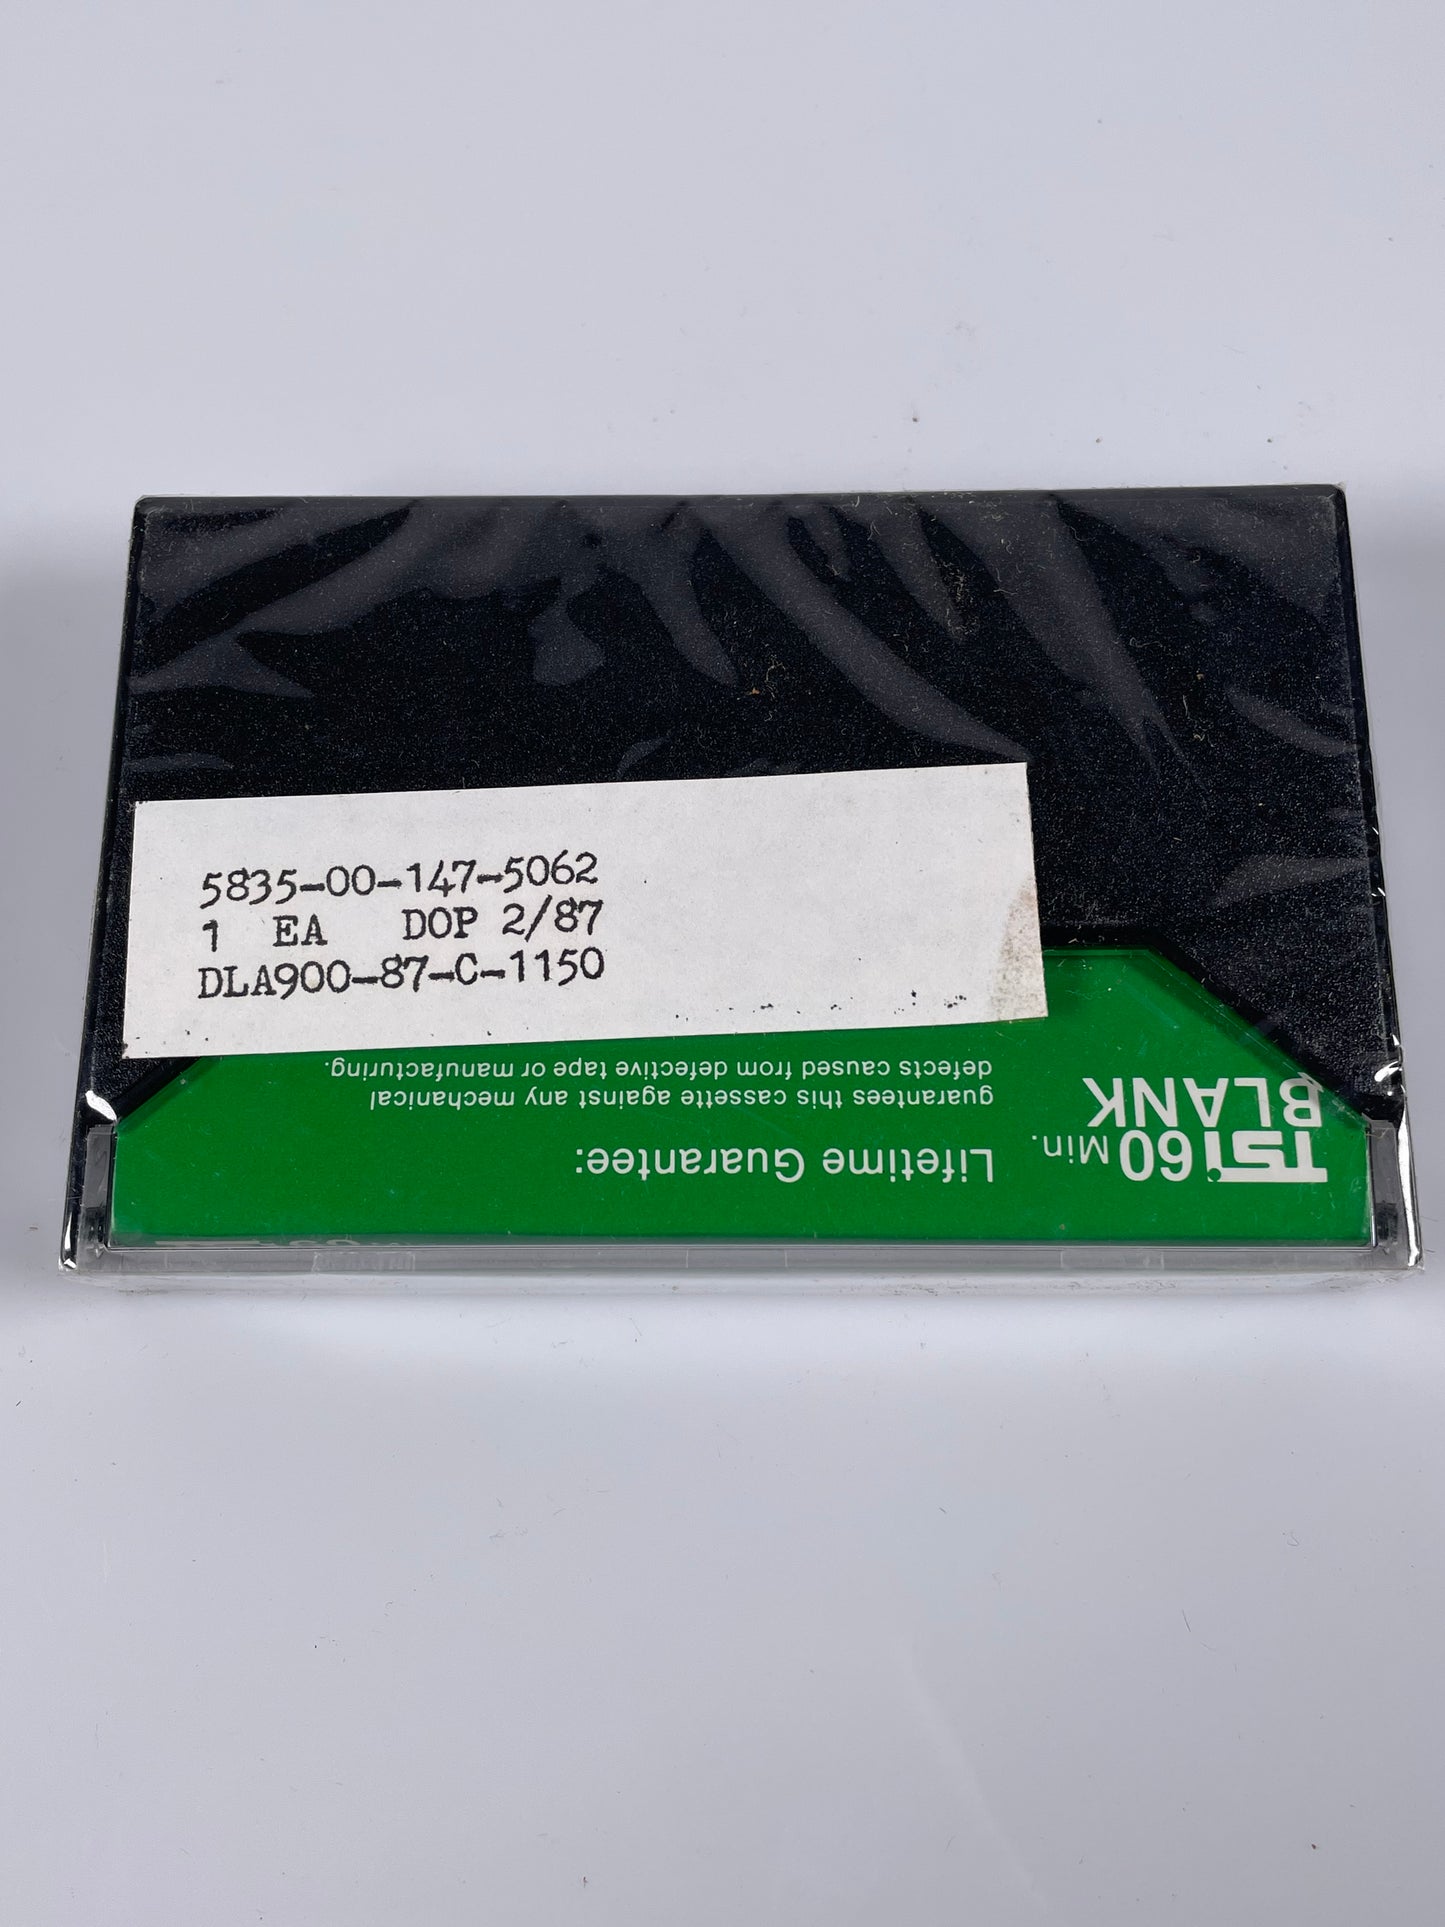 5835-00-147-5062
1 EA DOP 2/87
DLA900-87-C-1150
TSi 60 Min.
BLANK
Lifetime Guarantee:
guarantees this cassette against any mechanical
defects caused from defective tape or manufacturing.